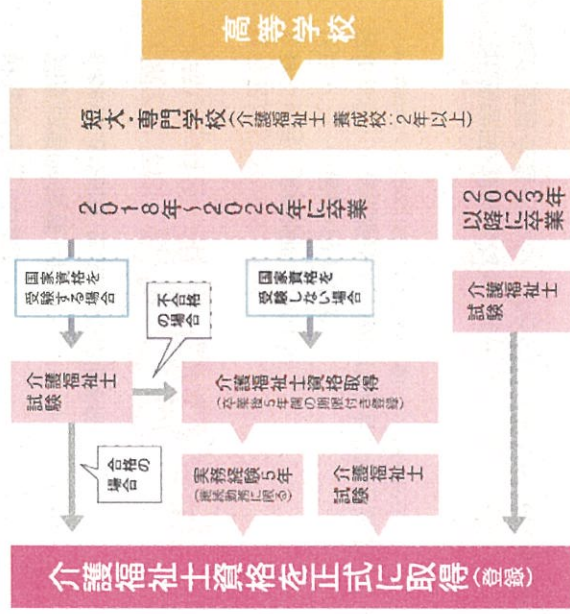 高等学校
短大・専門学校(介護福祉士 養成校:2年以上)
2018年~2022年に卒業
2023年
以降に卒業
国家資格を
受験する場合
国家資格を
受験しない場合
不合格
の場合
介護福祉士
試験
介護福祉士資格取得
(卒業後5年間の期限付き登録)
介護福祉士
試験
合格の
場合
実務経験5年
(継続勤務に限る)
介護福祉士
試験
介護福祉士資格を正式に取得(登録)